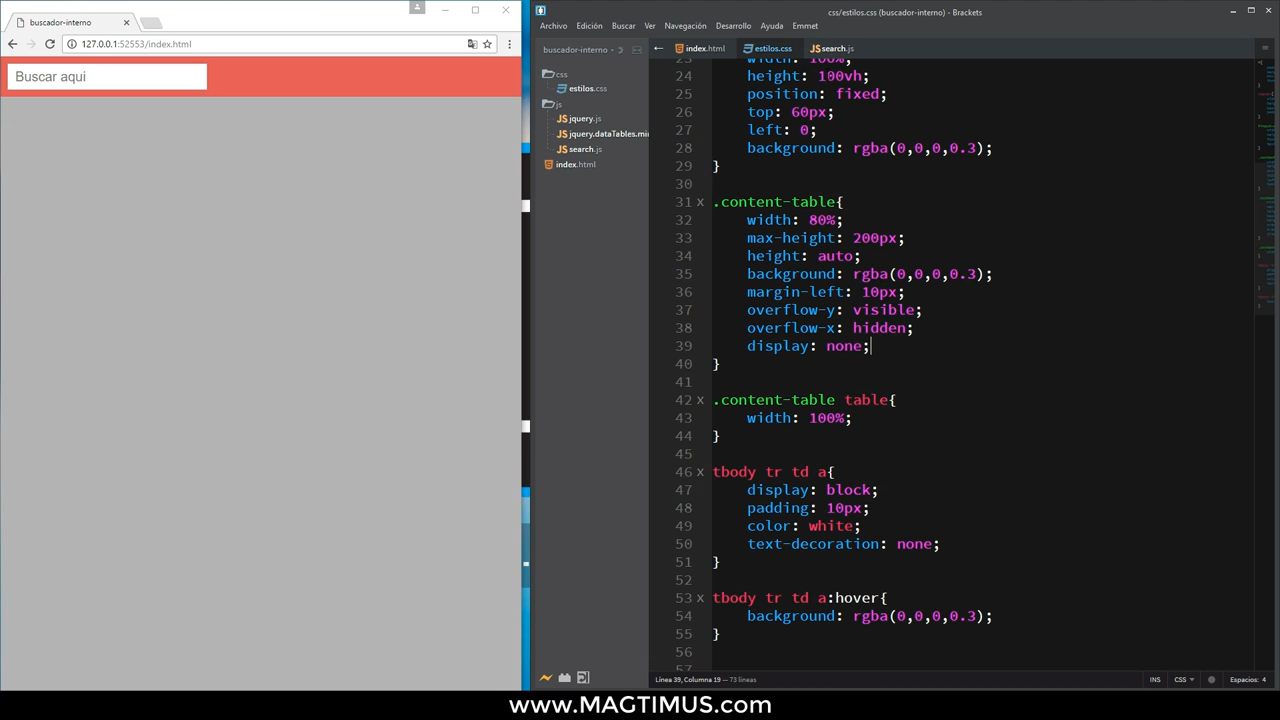 buscador-interno
127.0.0.1:52553/index.html
Buscar aqui
css/estilos.css (buscador-interno) - Brackets
Archivo Edición Buscar Ver Navegación Desarrollo Ayuda Emmet
buscador-interno
index.html estilos.css search.js
css
estilos.css
js
jquery.js
jquery.dataTables.mi
search.js
index.html
23 width: 100%;
24 height: 100vh;
25 position: fixed;
26 top: 60px;
27 left: 0;
28 background: rgba(0,0,0,0.3);
29 }
30
31 .content-table{
32 width: 80%;
33 max-height: 200px;
34 height: auto;
35 background: rgba(0,0,0,0.3);
36 margin-left: 10px;
37 overflow-y: visible;
38 overflow-x: hidden;
39 display: none;
40 }
41
42 .content-table table{
43 width: 100%;
44 }
45
46 tbody tr td a{
47 display: block;
48 padding: 10px;
49 color: white;
50 text-decoration: none;
51 }
52
53 tbody tr td a:hover{
54 background: rgba(0,0,0,0.3);
55 }
56
57
Línea 39, Columna 19 — 73 líneas
INS CSS Espacios: 4
www.MAGTIMUS.com